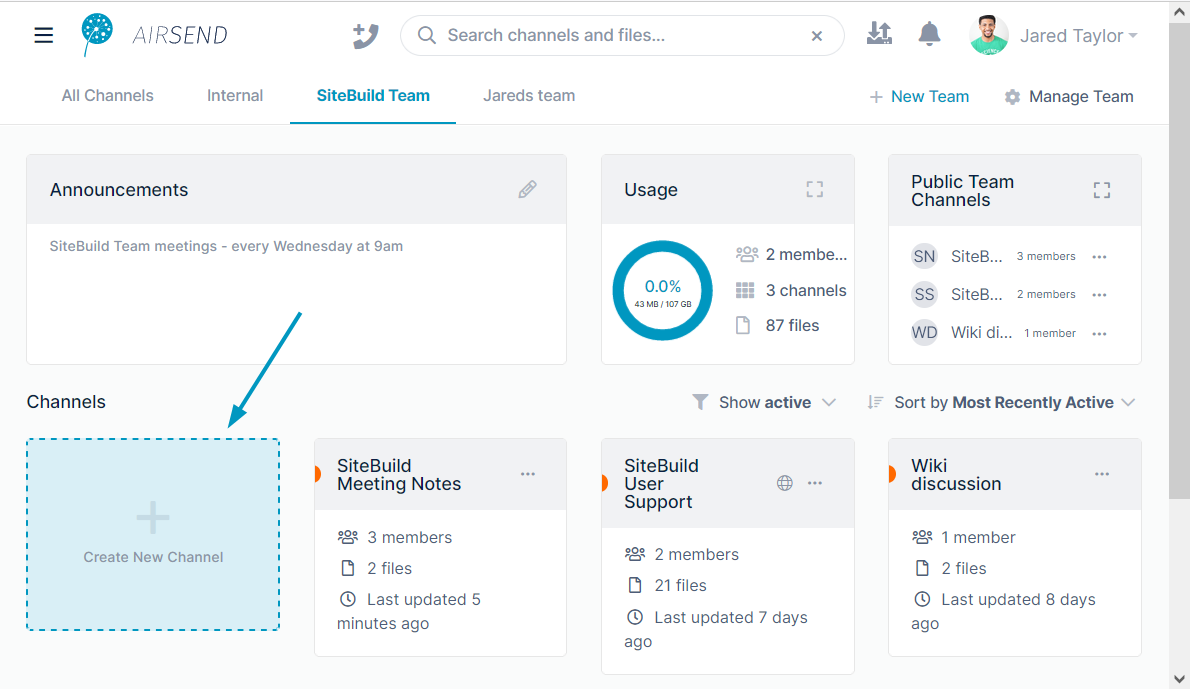 AIRSEND
Search channels and files...
Jared Taylor
All Channels
Internal
SiteBuild Team
Jareds team
New Team
Manage Team
Announcements
SiteBuild Team meetings - every Wednesday at 9am
Usage
0.0%
43 MB / 107 GB
2 membe...
3 channels
87 files
Public Team
Channels
SN SiteB... 3 members
SS SiteB... 2 members
WD Wiki di... 1 member
Channels
Show active
Sort by Most Recently Active
Create New Channel
SiteBuild
Meeting Notes
3 members
2 files
Last updated 5
minutes ago
SiteBuild
User
Support
2 members
21 files
Last updated 7 days
ago
Wiki
discussion
1 member
2 files
Last updated 8 days
ago